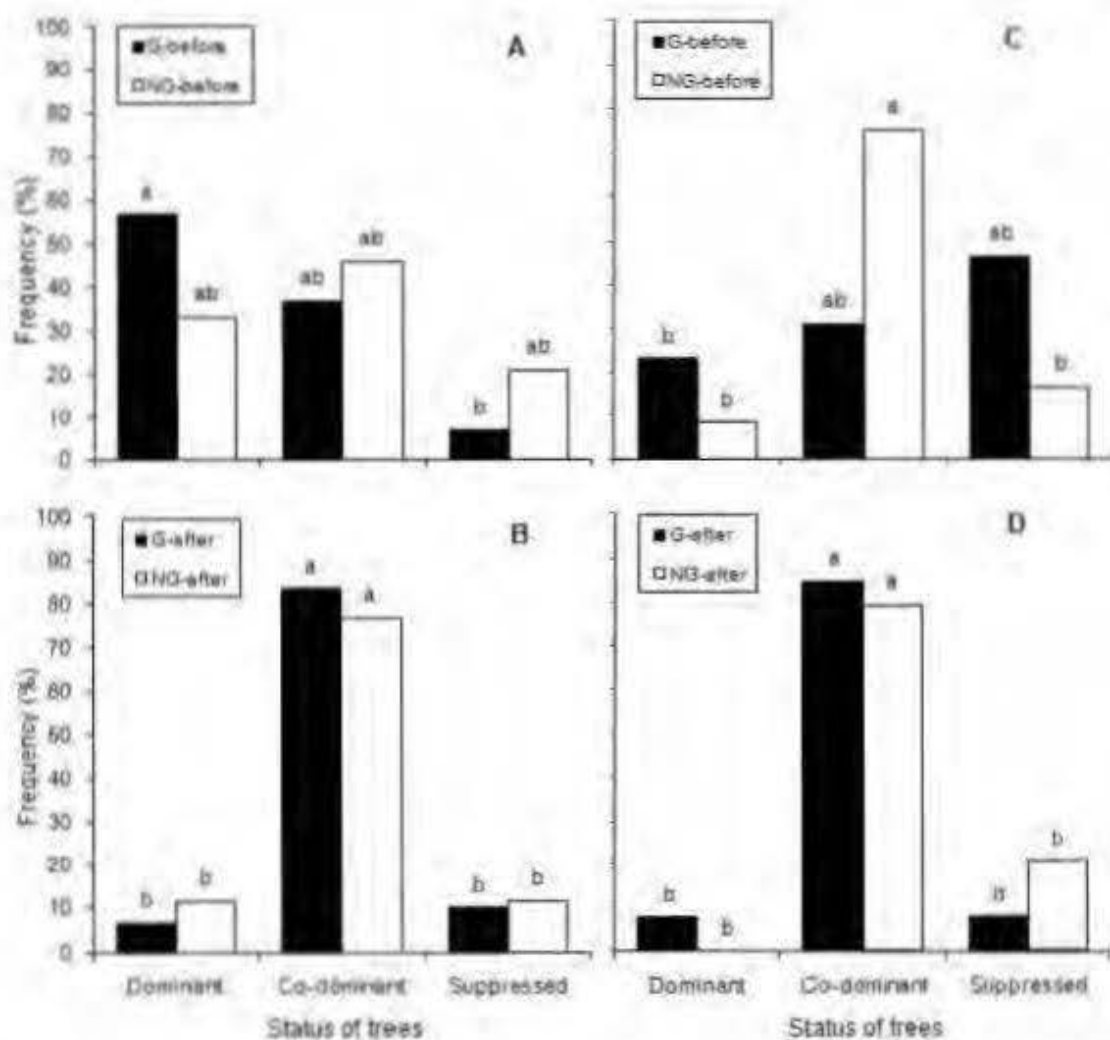 100
90
80
70
60
50
40
30
20
10
0
Frequency (%)
G-before
NG-before
A
a
ab
ab
ab
b
ab
G-before
NG-before
C
b
b
ab
a
ab
b
100
90
80
70
60
50
40
30
20
10
0
Frequency (%)
G-after
NG-after
B
b
b
a
a
b
b
Dominant
Co-dominant
Suppressed
Status of trees
G-after
NG-after
D
b
b
a
a
b
b
Dominant
Co-dominant
Suppressed
Status of trees